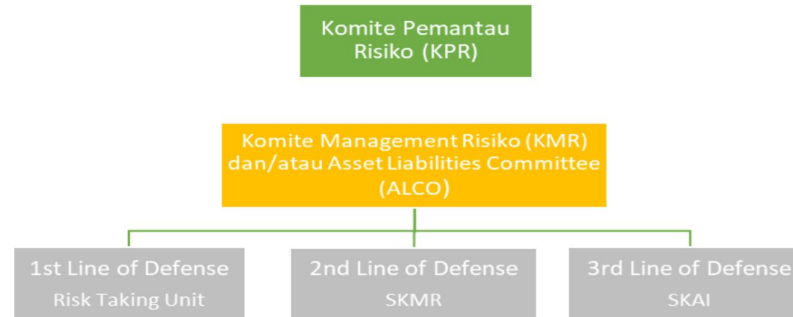 Komite Pemantau
Risiko (KPR)
Komite Management Risiko (KMR)
dan/atau Asset Liabilities Committee
(ALCO)
1st Line of Defense
Risk Taking Unit
2nd Line of Defense
SKMR
3rd Line of Defense
SKAI